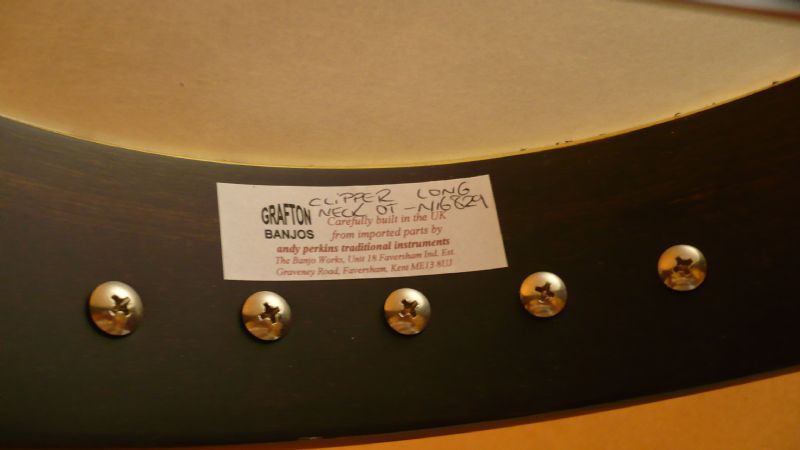 CLIPPER LONG
NECK OT - N16829
GRAFTON
BANJOS
Carefully built in the UK
from imported parts by
andy perkins traditional instruments
The Banjo Works, Unit 18 Faversham Ind. Est.
Graveney Road, Faversham, Kent ME13 8UJ